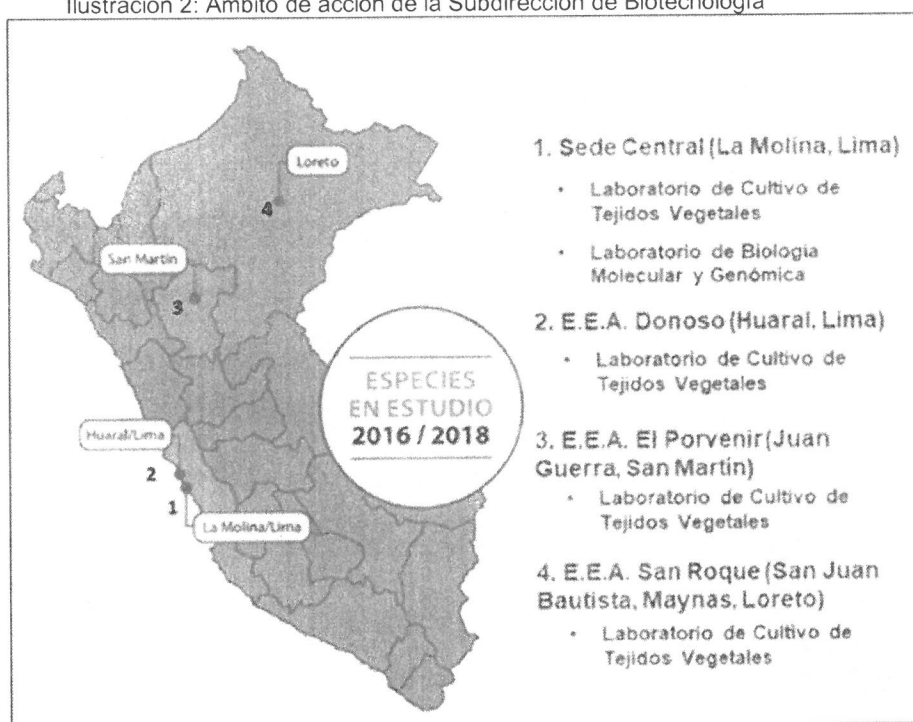 Ilustración 2: Ámbito de acción de la Subdirección de Biotecnología
Loreto
4
San Martín
3
Huaral/Lima
2
1
La Molina/Lima
ESPECIES
EN ESTUDIO
2016 / 2018
1. Sede Central (La Molina, Lima)
• Laboratorio de Cultivo de
Tejidos Vegetales
• Laboratorio de Biología
Molecular y Genómica
2. E.E.A. Donoso (Huaral, Lima)
• Laboratorio de Cultivo de
Tejidos Vegetales
3. E.E.A. El Porvenir (Juan
Guerra, San Martín)
• Laboratorio de Cultivo de
Tejidos Vegetales
4. E.E.A. San Roque (San Juan
Bautista, Maynas, Loreto)
• Laboratorio de Cultivo de
Tejidos Vegetales